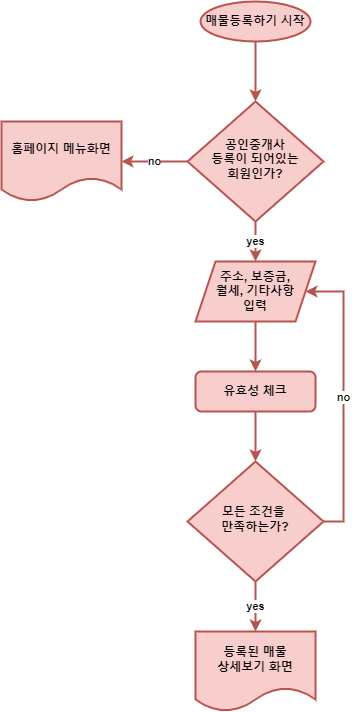 매물등록하기 시작
공인중개사
등록이 되어있는
회원인가?
no
홈페이지 메뉴화면
yes
주소, 보증금,
월세, 기타사항
입력
유효성 체크
no
모든 조건을
만족하는가?
yes
등록된 매물
상세보기 화면